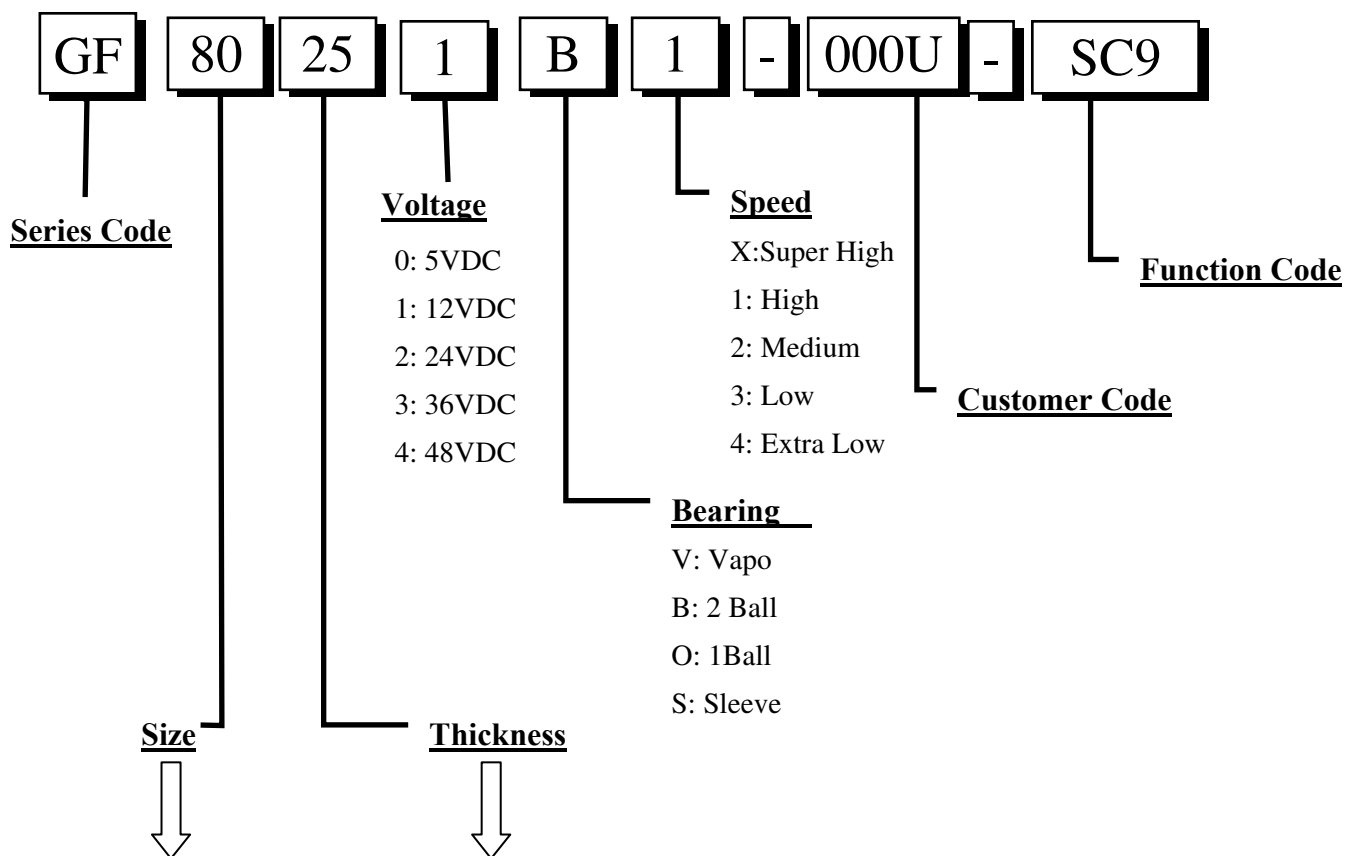 GF 80 25 1 B 1 - 000U - SC9
Series Code
Voltage
0: 5VDC
1: 12VDC
2: 24VDC
3: 36VDC
4: 48VDC
Speed
X:Super High
1: High
2: Medium
3: Low
4: Extra Low
Function Code
Customer Code
Bearing
V: Vapo
B: 2 Ball
O: 1Ball
S: Sleeve
Size
Thickness